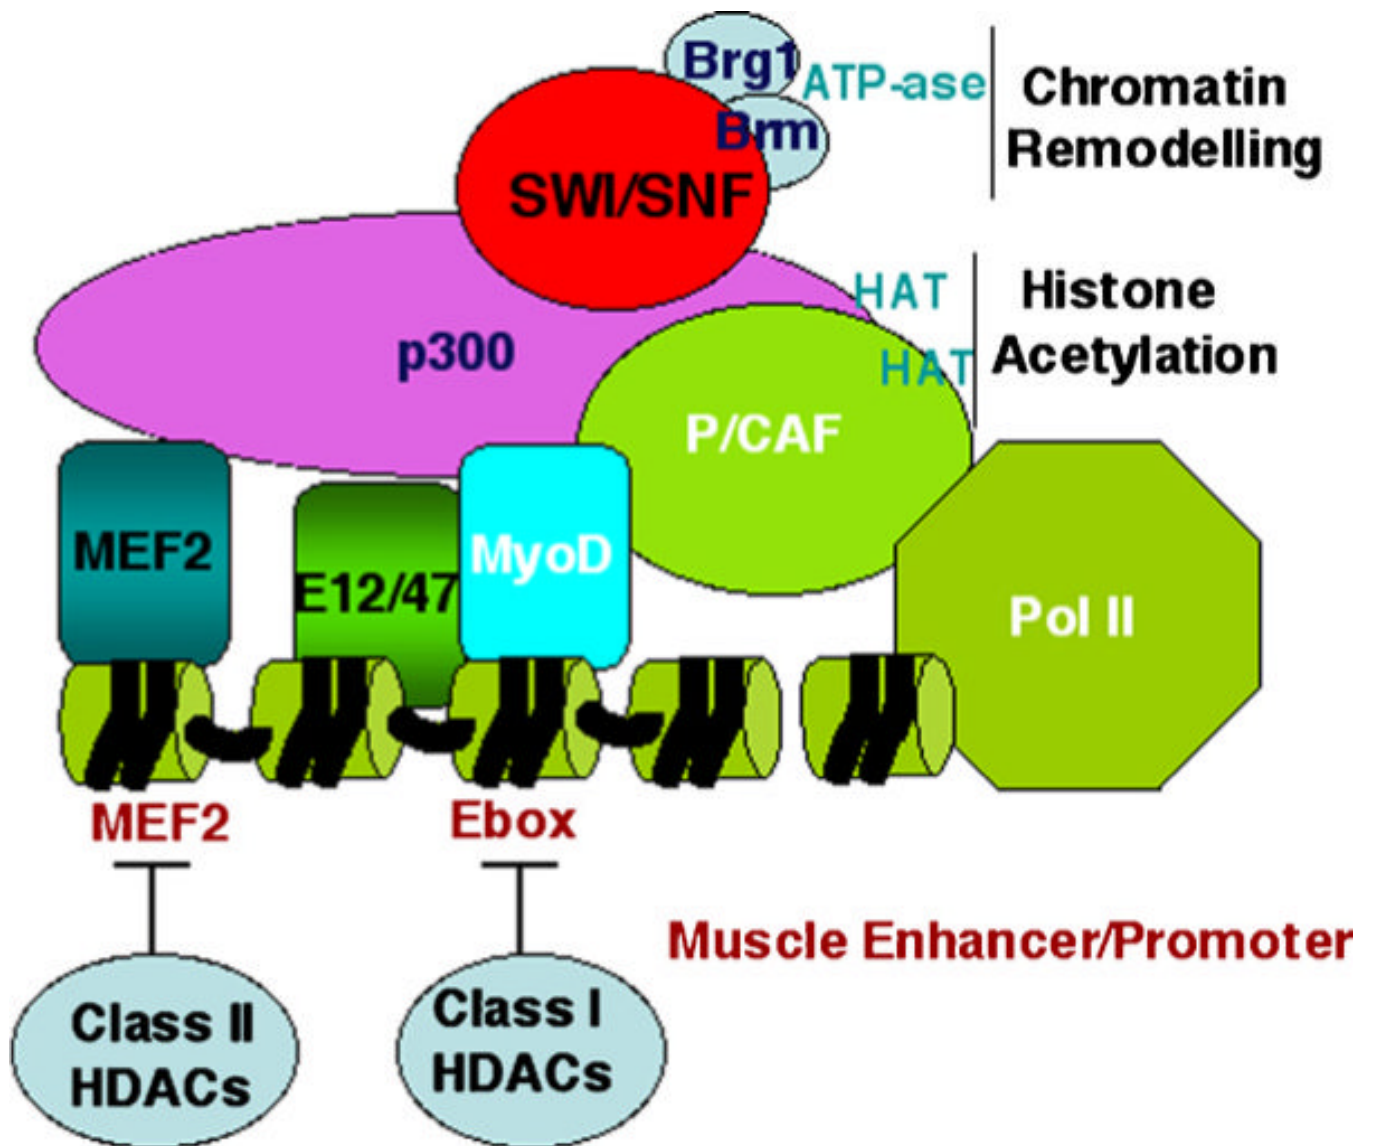 Brg1
ATP-ase
Chromatin
Remodelling
Brm
SWI/SNF
HAT
Histone
Acetylation
HAT
p300
P/CAF
MEF2
E12/47
MyoD
Pol II
MEF2
Ebox
Muscle Enhancer/Promoter
Class II
HDACs
Class I
HDACs